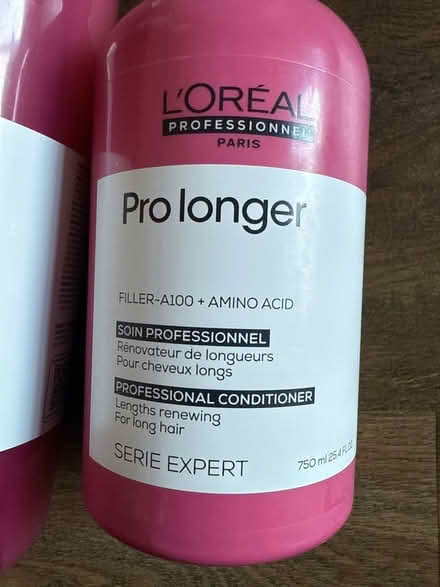 L'ORÉAL
PROFESSIONNEL
PARIS
Pro longer
FILLER-A100 + AMINO ACID
SOIN PROFESSIONNEL
Rénovateur de longueurs
Pour cheveux longs
PROFESSIONAL CONDITIONER
Lengths renewing
For long hair
SERIE EXPERT
750 ml 25,4 FL.OZ.